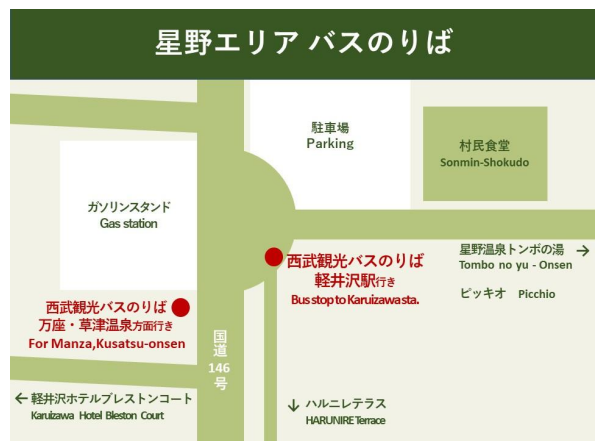 星野エリア バスのりば
駐車場
Parking
村民食堂
Sonmin-Shokudo
ガソリンスタンド
Gas station
西武観光バスのりば
軽井沢駅行き
Bus stop to Karuizawa sta.
星野温泉トンボの湯 →
Tombo no yu - Onsen
ピッキオ Picchio
西武観光バスのりば
万座・草津温泉方面行き
For Manza,Kusatsu-onsen
国道
146
号
← 軽井沢ホテルブレストンコート
Karuizawa Hotel Bleston Court
↓ ハルニレテラス
HARUNIRE Terrace